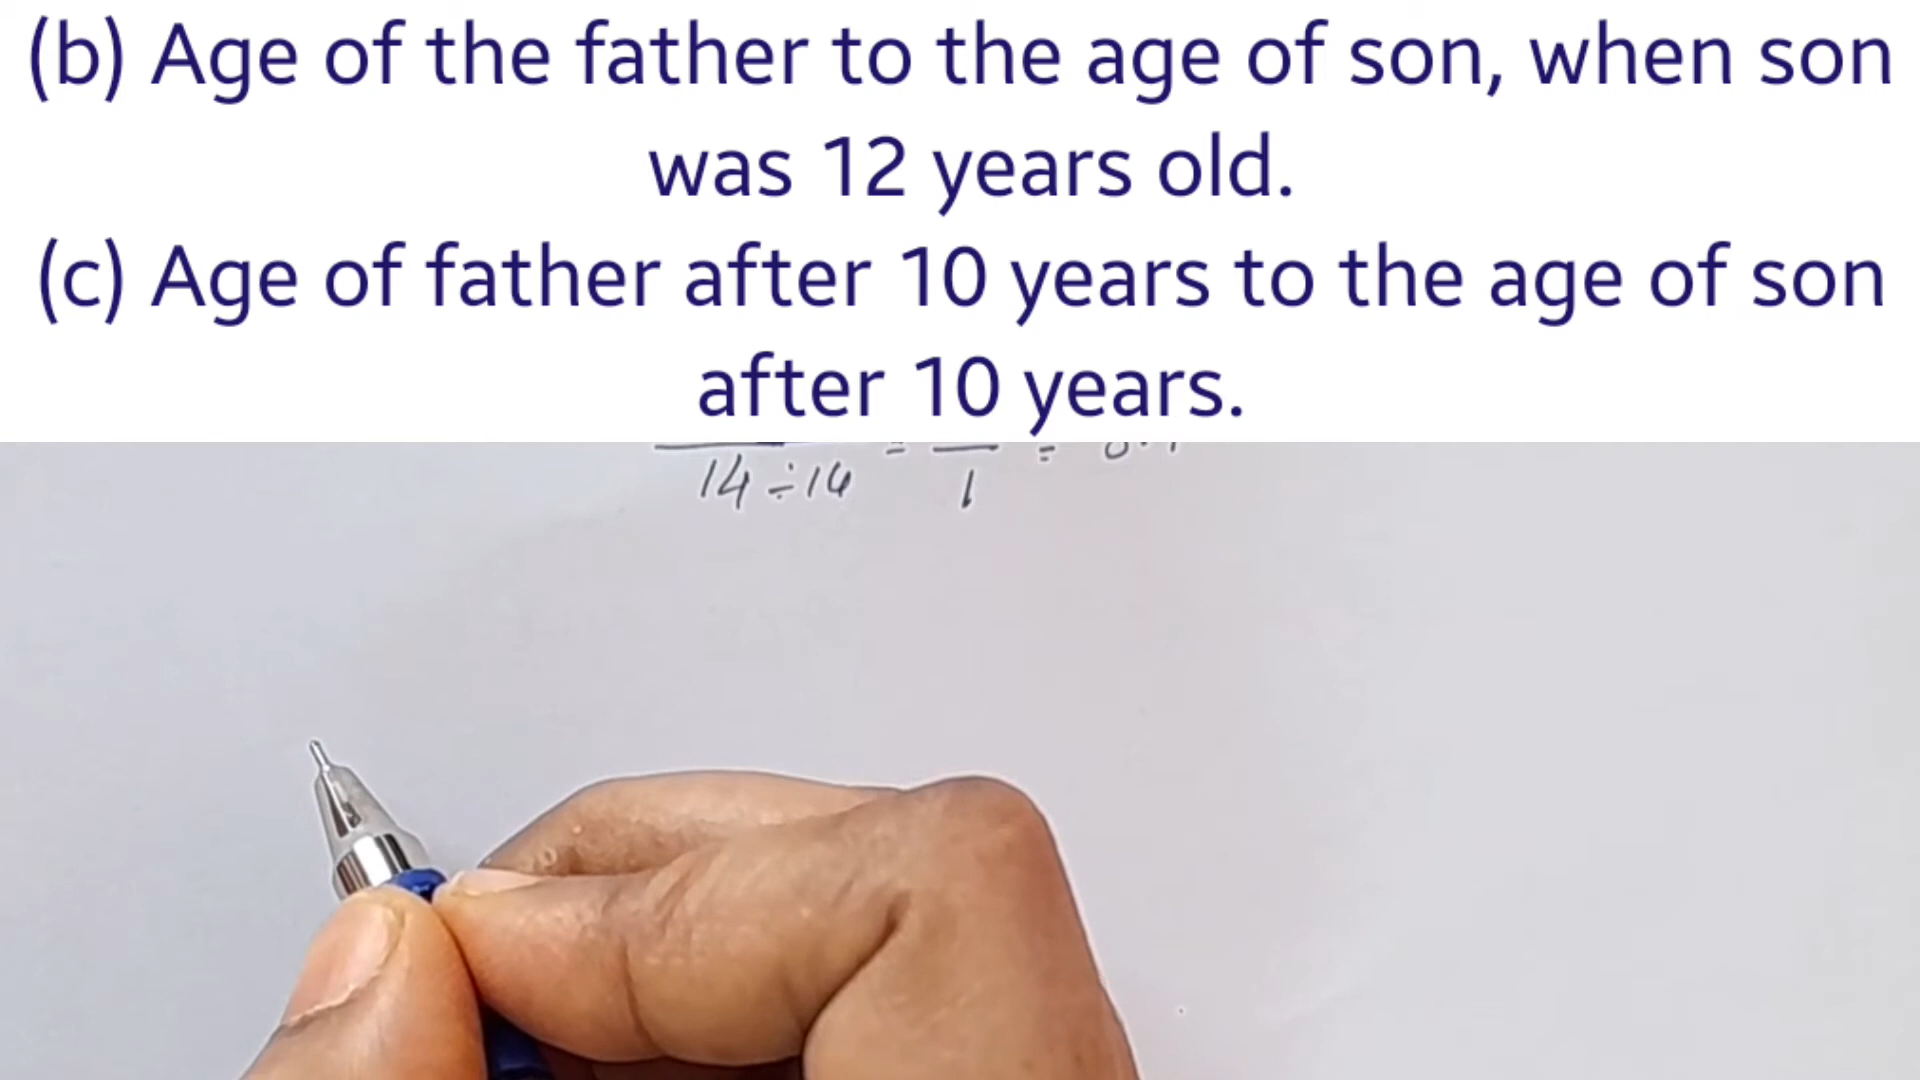 (b) Age of the father to the age of son, when son
was 12 years old.
(c) Age of father after 10 years to the age of son
after 10 years.
14 ÷ 14 = 1 =